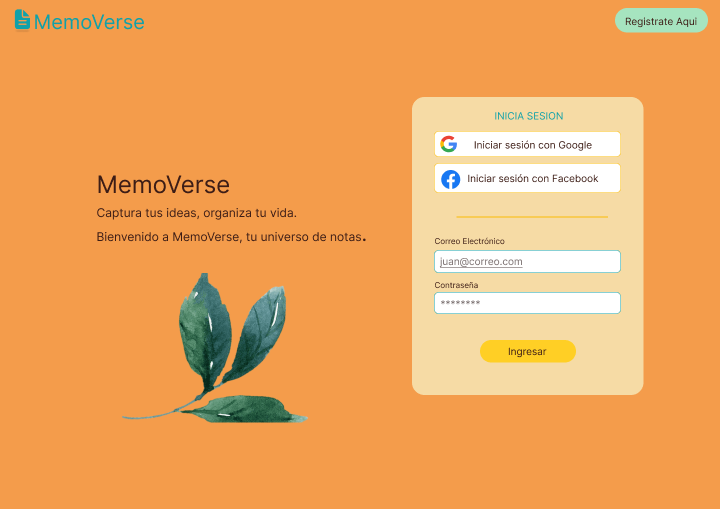 MemoVerse
Registrate Aqui
MemoVerse
Captura tus ideas, organiza tu vida.
Bienvenido a MemoVerse, tu universo de notas.
INICIA SESION
Iniciar sesión con Google
Iniciar sesión con Facebook
Correo Electrónico
juan@correo.com
Contraseña
********
Ingresar